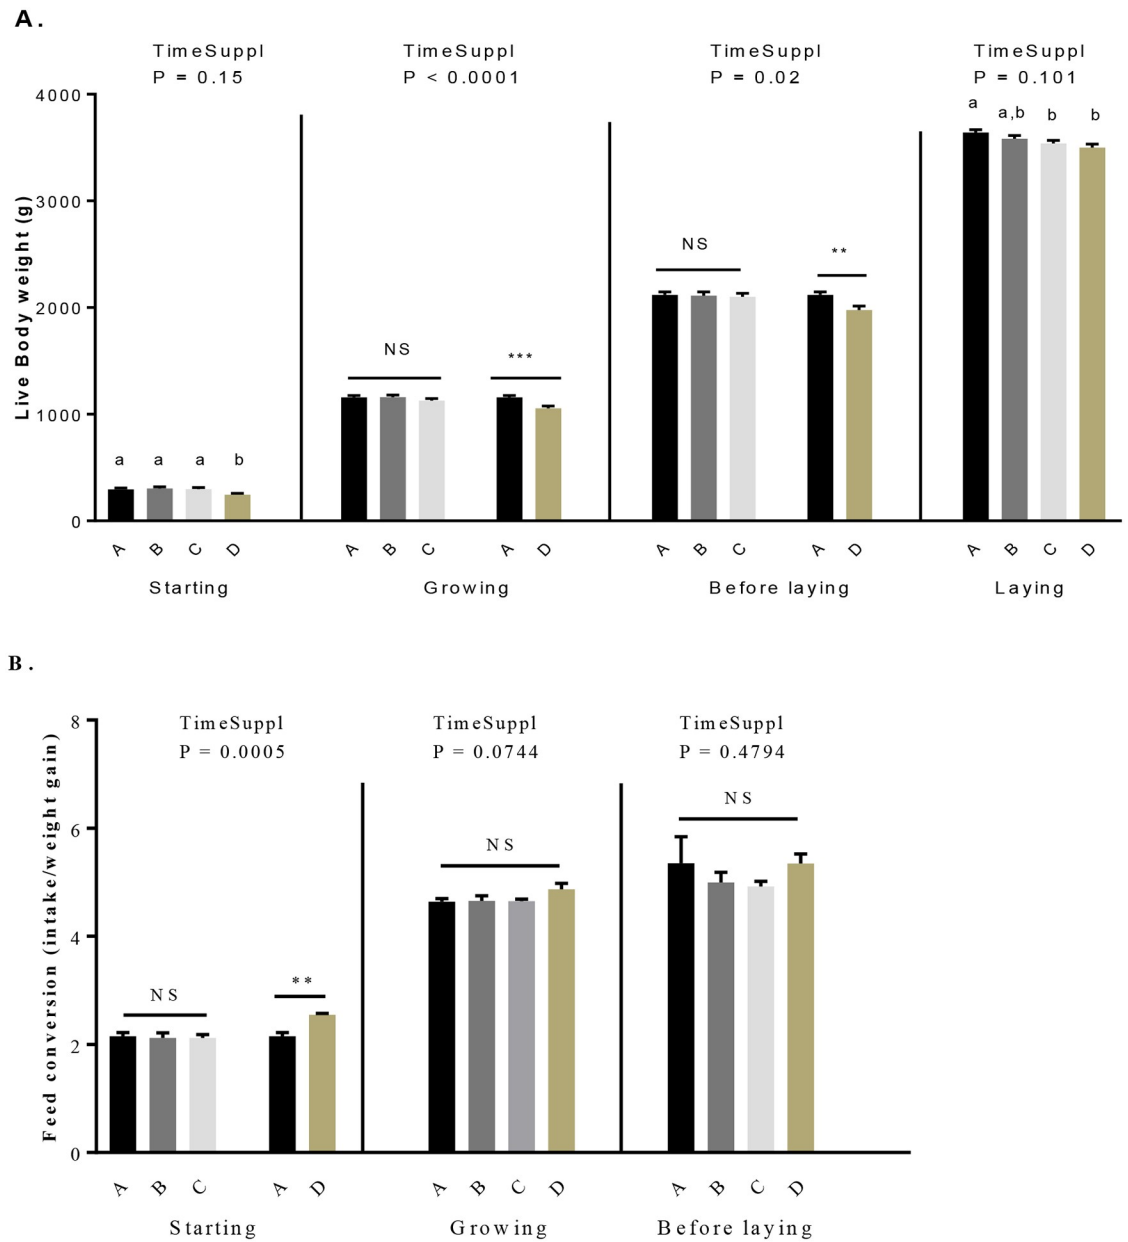 A.
TimeSuppl TimeSuppl TimeSuppl TimeSuppl
P = 0.15 P < 0.0001 P = 0.02 P = 0.101
Live Body weight (g)
4000
3000
2000
1000
0
a a a b
NS ***
NS **
a a,b b b
A B C D A B C A D A B C A D A B C D
Starting Growing Before laying Laying
B.
TimeSuppl TimeSuppl TimeSuppl
P = 0.0005 P = 0.0744 P = 0.4794
Feed conversion (intake/weight gain)
8
6
4
2
0
NS **
NS
NS
A B C A D A B C D A B C D
Starting Growing Before laying